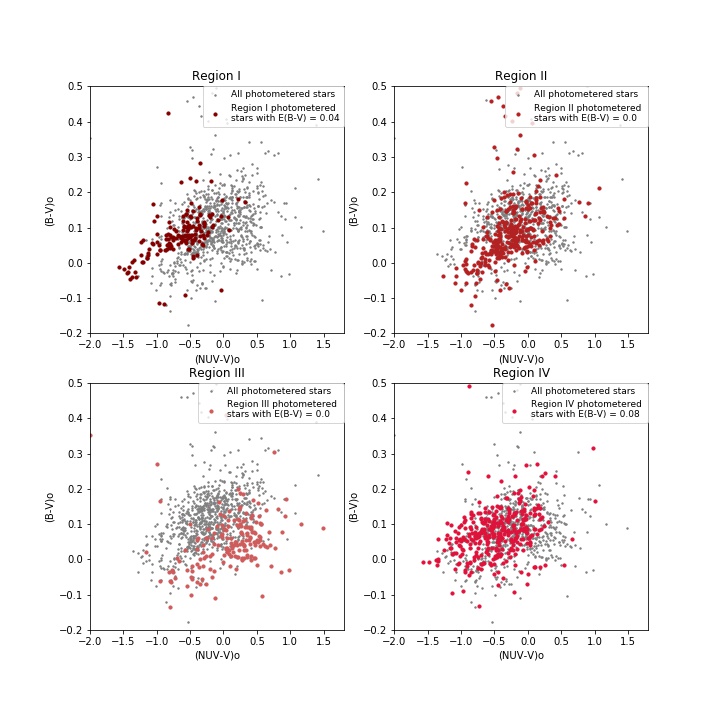 Region I
All photometered stars
Region I photometered
stars with E(B-V) = 0.04
0.5
0.4
0.3
0.2
0.1
0.0
−0.1
−0.2
(B-V)o
−2.0 −1.5 −1.0 −0.5 0.0 0.5 1.0 1.5
(NUV-V)o
Region II
All photometered stars
Region II photometered
stars with E(B-V) = 0.0
0.5
0.4
0.3
0.2
0.1
0.0
−0.1
−0.2
(B-V)o
−2.0 −1.5 −1.0 −0.5 0.0 0.5 1.0 1.5
(NUV-V)o
Region III
All photometered stars
Region III photometered
stars with E(B-V) = 0.0
0.5
0.4
0.3
0.2
0.1
0.0
−0.1
−0.2
(B-V)o
−2.0 −1.5 −1.0 −0.5 0.0 0.5 1.0 1.5
(NUV-V)o
Region IV
All photometered stars
Region IV photometered
stars with E(B-V) = 0.08
0.5
0.4
0.3
0.2
0.1
0.0
−0.1
−0.2
(B-V)o
−2.0 −1.5 −1.0 −0.5 0.0 0.5 1.0 1.5
(NUV-V)o